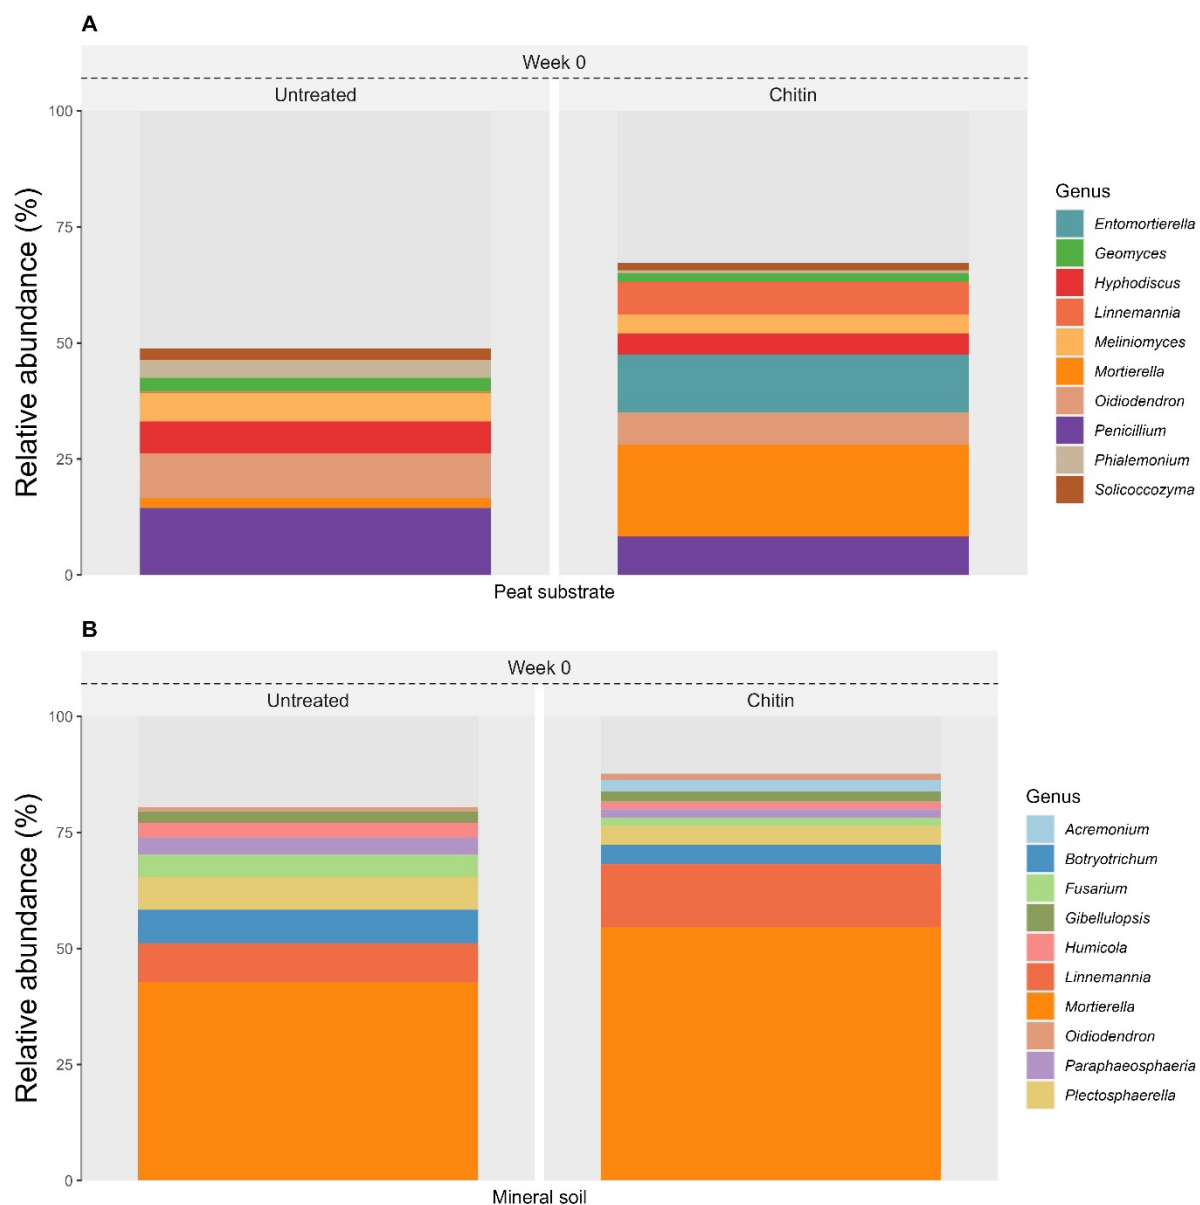 A
Week 0
Untreated
Chitin
100
75
50
25
0
Relative abundance (%)
Peat substrate
Genus
Entomortierella
Geomyces
Hyphodiscus
Linnemannia
Meliniomyces
Mortierella
Oidiodendron
Penicillium
Phialemonium
Solicoccozyma
B
Week 0
Untreated
Chitin
100
75
50
25
0
Relative abundance (%)
Mineral soil
Genus
Acremonium
Botryotrichum
Fusarium
Gibellulopsis
Humicola
Linnemannia
Mortierella
Oidiodendron
Paraphaeosphaeria
Plectosphaerella